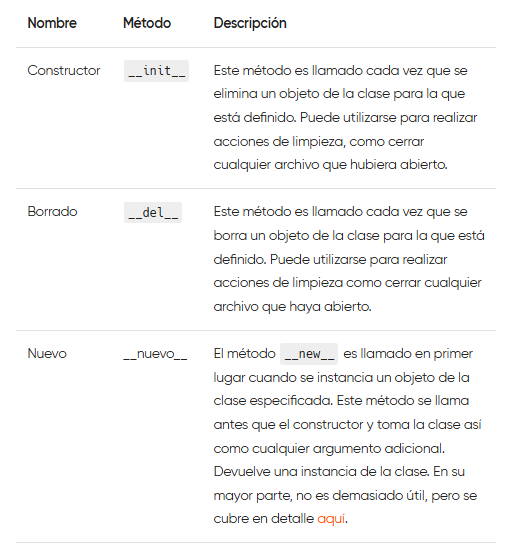 Nombre Método Descripción
Constructor __init__ Este método es llamado cada vez que se
elimina un objeto de la clase para la que
está definido. Puede utilizarse para realizar
acciones de limpieza, como cerrar
cualquier archivo que hubiera abierto.
Borrado __del__ Este método es llamado cada vez que se
borra un objeto de la clase para la que está
definido. Puede utilizarse para realizar
acciones de limpieza como cerrar cualquier
archivo que haya abierto.
Nuevo __nuevo__ El método __new__ es llamado en primer
lugar cuando se instancia un objeto de la
clase especificada. Este método se llama
antes que el constructor y toma la clase así
como cualquier argumento adicional.
Devuelve una instancia de la clase. En su
mayor parte, no es demasiado útil, pero se
cubre en detalle aquí.